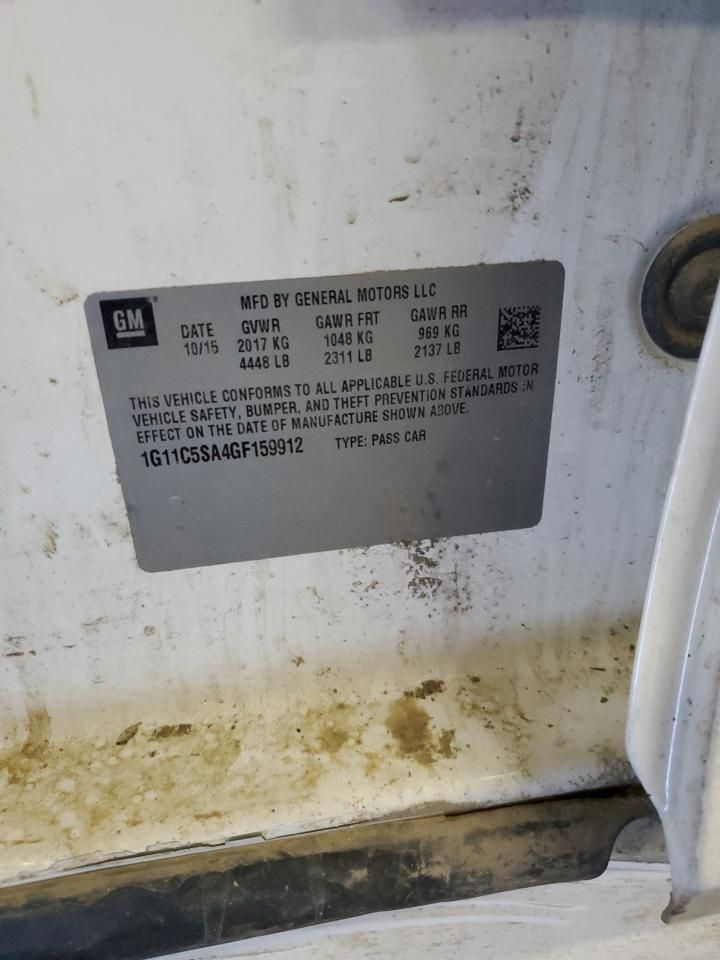 GM
MFD BY GENERAL MOTORS LLC
DATE GVWR GAWR FRT GAWR RR
10/15 2017 KG 1048 KG 969 KG
4448 LB 2311 LB 2137 LB
THIS VEHICLE CONFORMS TO ALL APPLICABLE U.S. FEDERAL MOTOR
VEHICLE SAFETY, BUMPER, AND THEFT PREVENTION STANDARDS IN
EFFECT ON THE DATE OF MANUFACTURE SHOWN ABOVE.
1G11C5SA4GF159912 TYPE: PASS CAR